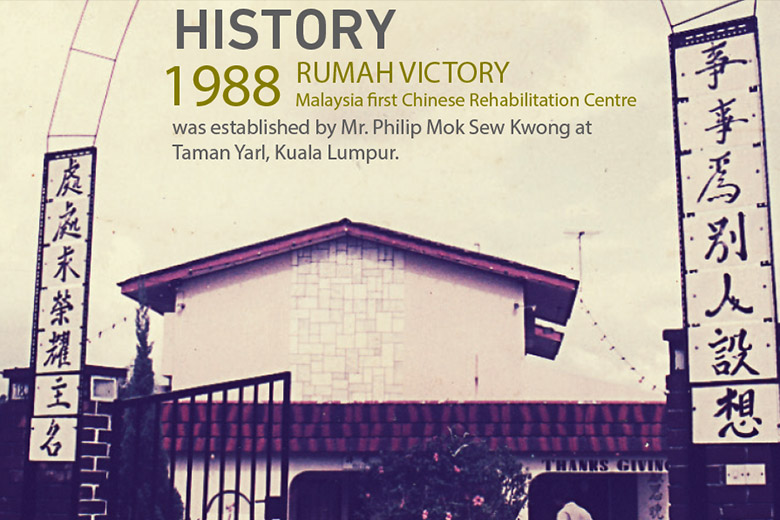 HISTORY
1988 RUMAH VICTORY
Malaysia first Chinese Rehabilitation Centre
was established by Mr. Philip Mok Sew Kwong at
Taman Yarl, Kuala Lumpur.
事事爲別人設想
處處求榮耀主名
THANKS GIVING